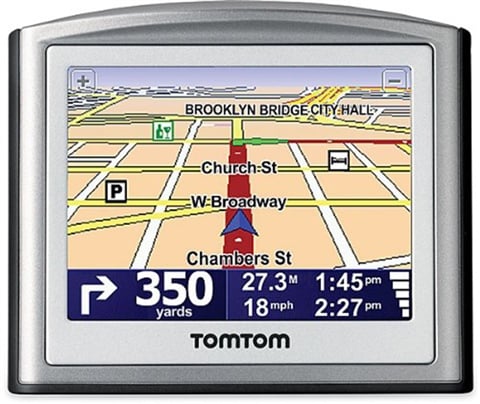 + −
BROOKLYN BRIDGE-CITY HALL
Church St
P
W Broadway
Chambers St
350 27.3M 1:45pm
yards 18mph 2:27pm
TOMTOM